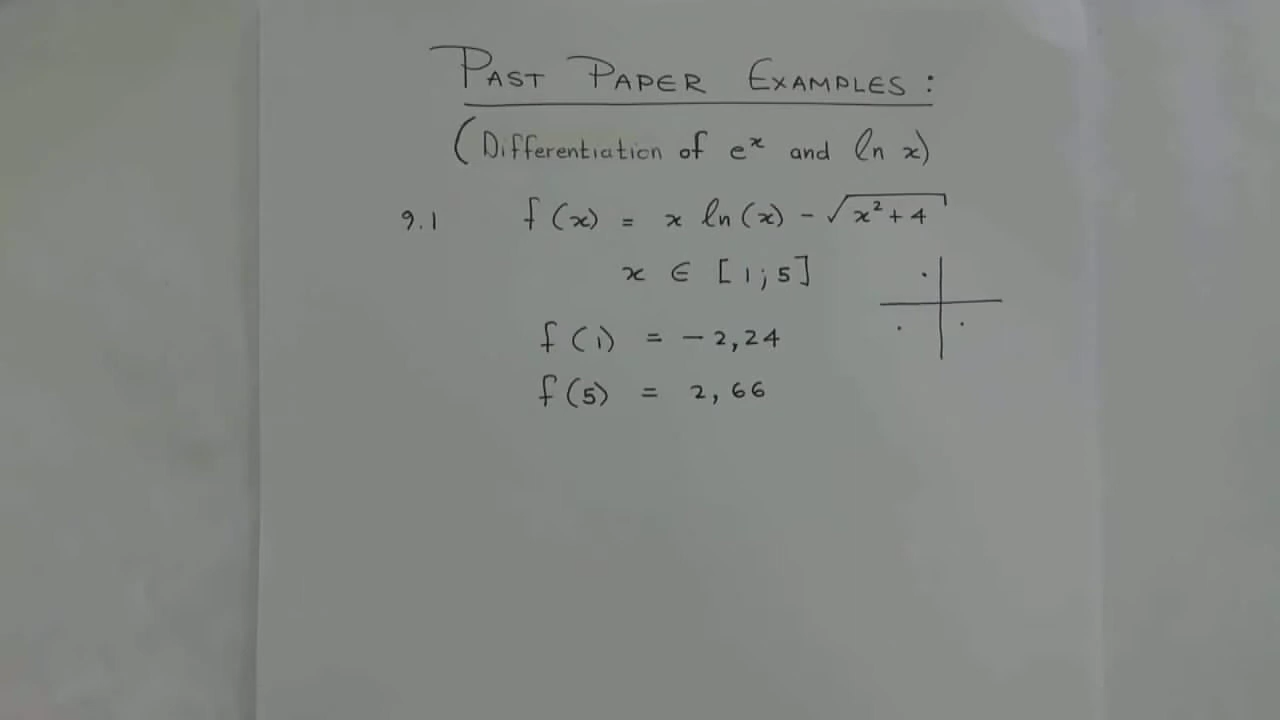 PAST PAPER EXAMPLES:
(Differentiation of eˣ and ln x)
9.1 f(x) = x ln(x) - √(x²+4)
x ∈ [1;5]
f(1) = -2,24
f(5) = 2,66